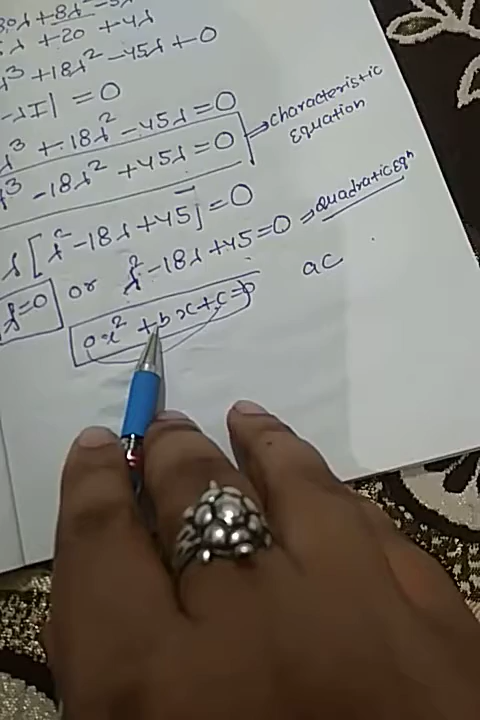 λ + 20 + 4λ
λ³ + 18λ² - 45λ + 0
- λI| = 0
λ³ + 18λ² - 45λ = 0
λ³ - 18λ² + 45λ = 0
→ characteristic Equation
λ[λ² - 18λ + 45] = 0
λ = 0 or λ² - 18λ + 45 = 0 → quadratic Eqⁿ
ax² + bx + c = 0
ac